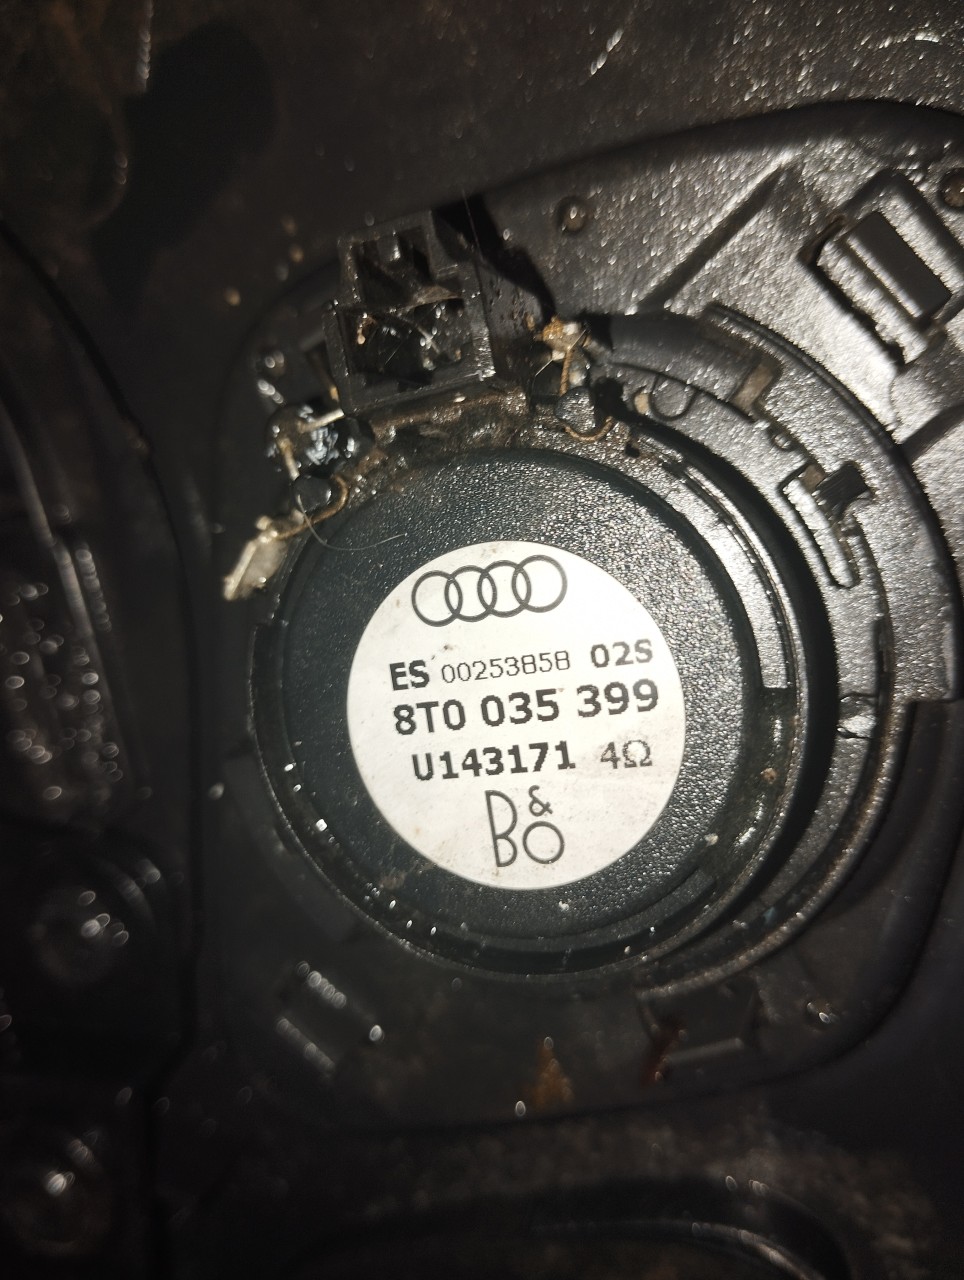 ES 00253858 02S
8T0 035 399
U143171 4Ω
B&O